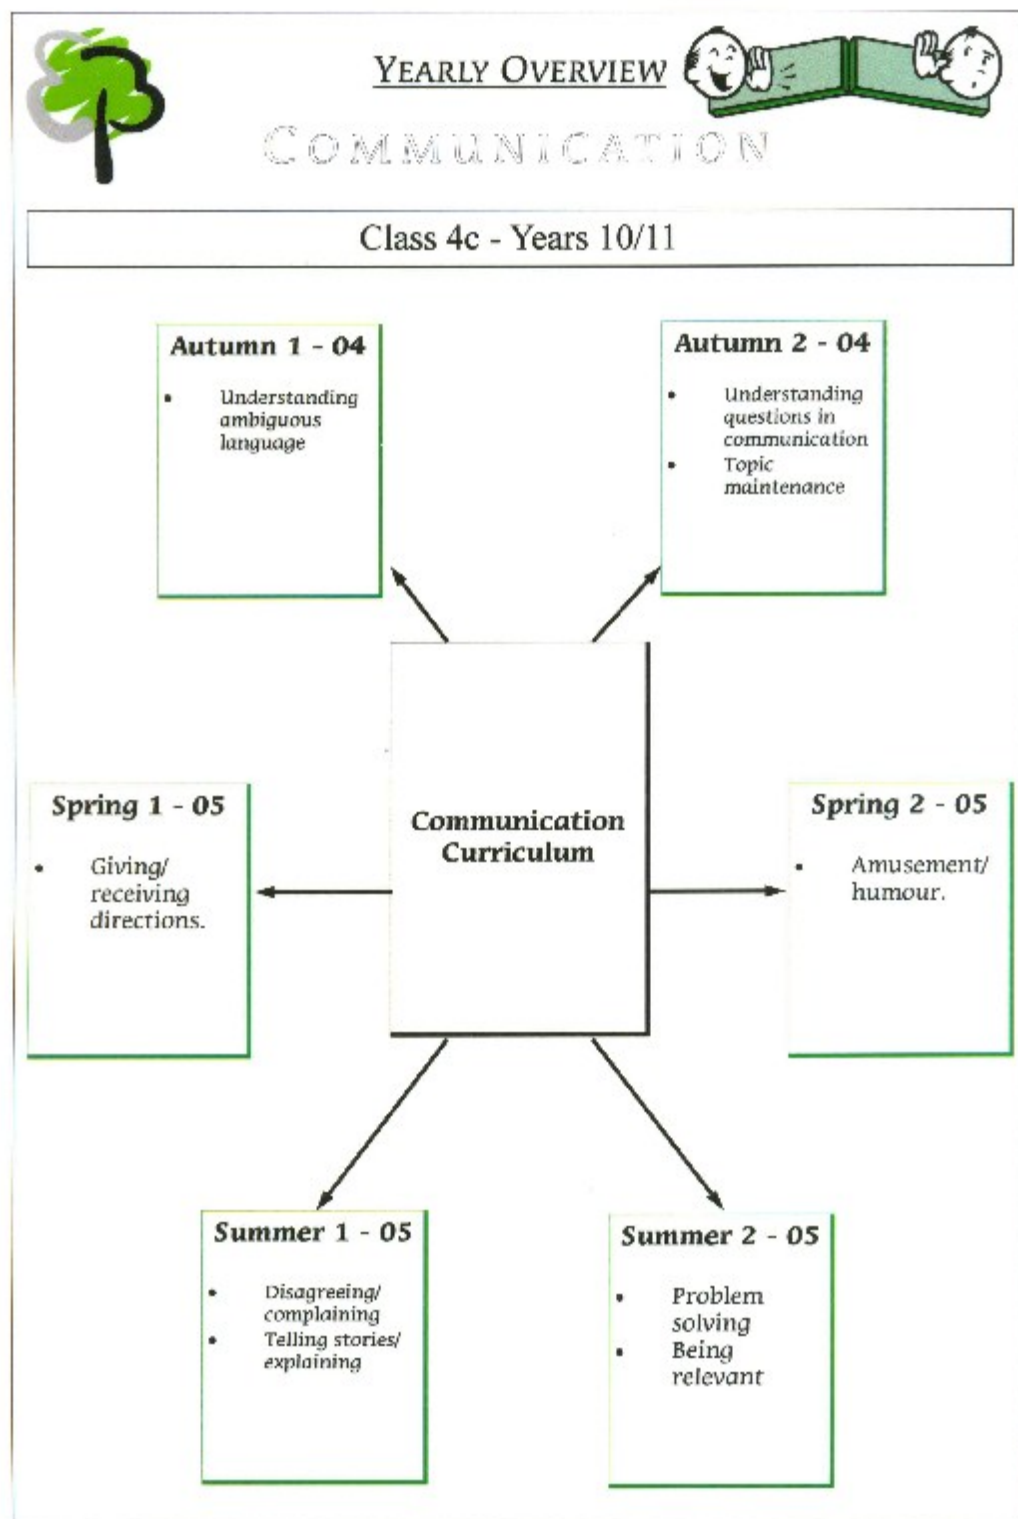 YEARLY OVERVIEW
COMMUNICATION
Class 4c - Years 10/11
Autumn 1 - 04
• Understanding
ambiguous
language
Autumn 2 - 04
• Understanding
questions in
communication
• Topic
maintenance
Communication
Curriculum
Spring 1 - 05
• Giving/
receiving
directions.
Spring 2 - 05
• Amusement/
humour.
Summer 1 - 05
• Disagreeing/
complaining
• Telling stories/
explaining
Summer 2 - 05
• Problem
solving
• Being
relevant